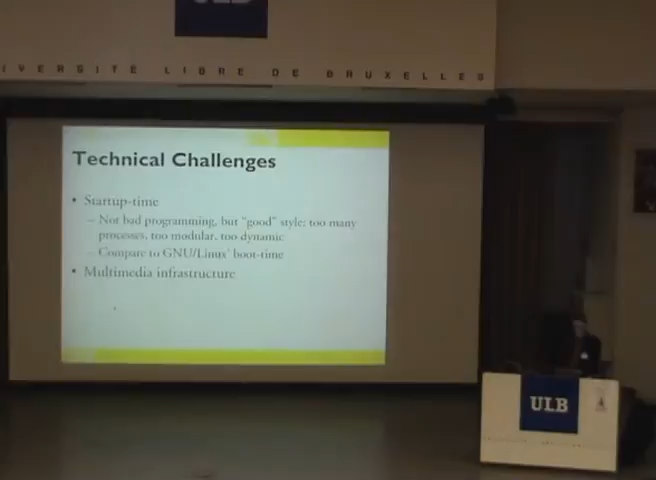 ULB
UNIVERSITÉ LIBRE DE BRUXELLES
Technical Challenges
• Startup-time
– Not bad programming, but "good" style: too many
processes, too modular, too dynamic
– Compare to GNU/Linux' boot-time
• Multimedia infrastructure
ULB